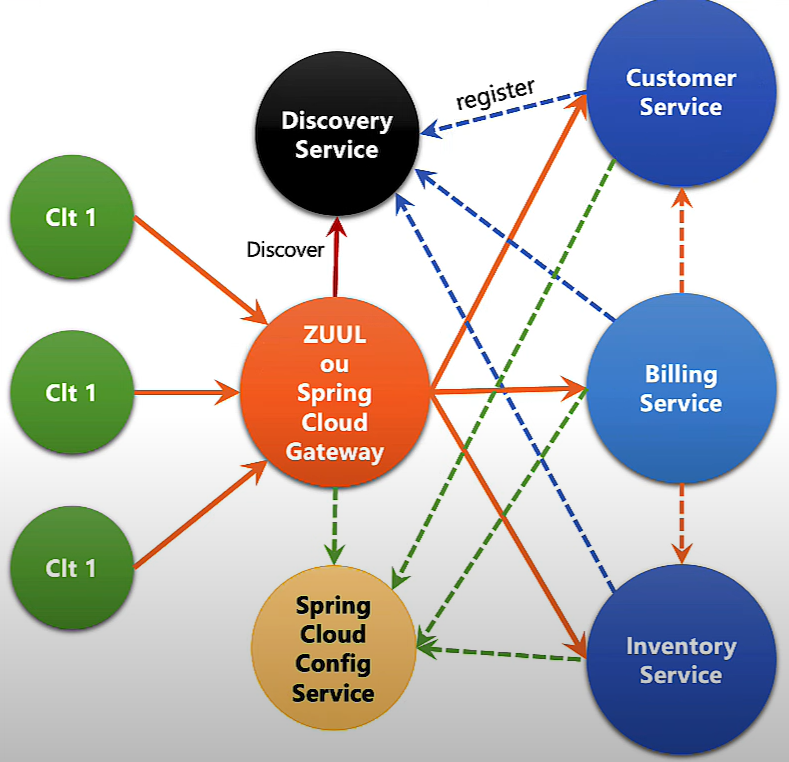 Customer
Service
register
Discovery
Service
Clt 1
Discover
ZUUL
ou
Spring
Cloud
Gateway
Clt 1
Billing
Service
Clt 1
Spring
Cloud
Config
Service
Inventory
Service